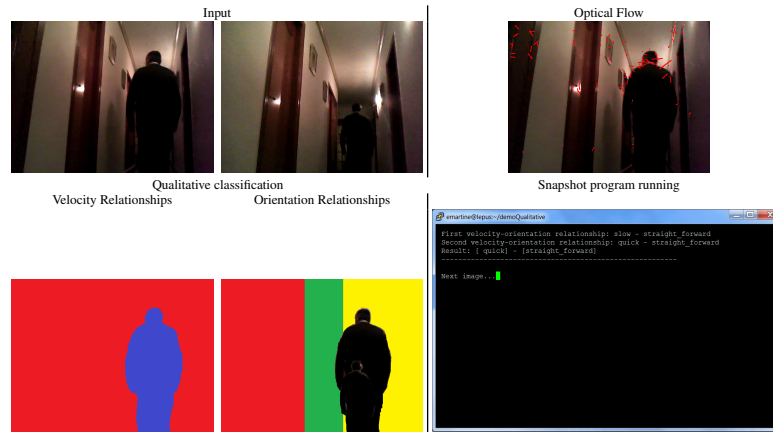 Input
Optical Flow
Qualitative classification
Velocity Relationships
Orientation Relationships
Snapshot program running
emartine@lepus:~/demoQualitative
First velocity-orientation relationship: slow - straight_forward
Second velocity-orientation relationship: quick - straight_forward
Result: [ quick] - [straight_forward]
--------------------------------------------------------
Next image...